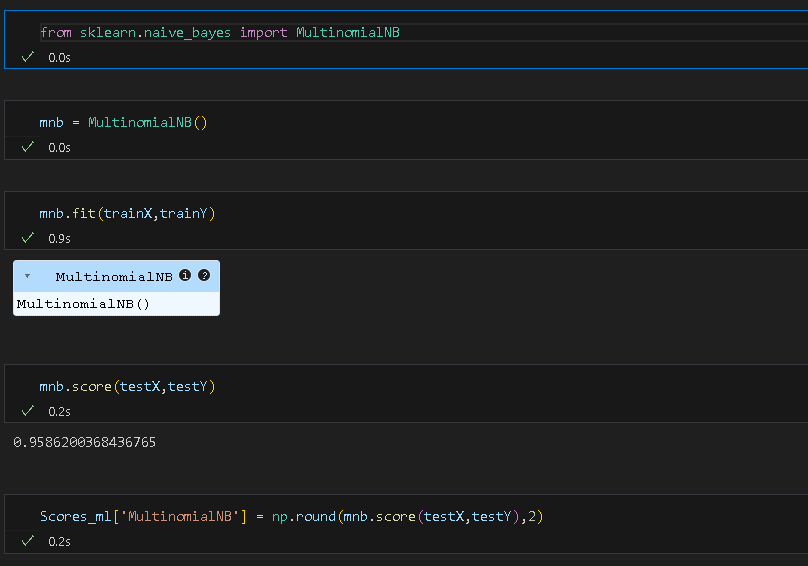 from sklearn.naive_bayes import MultinomialNB
0.0s
mnb = MultinomialNB()
0.0s
mnb.fit(trainX,trainY)
0.9s
MultinomialNB i ?
MultinomialNB()
mnb.score(testX,testY)
0.2s
0.9586200368436765
Scores_ml['MultinomialNB'] = np.round(mnb.score(testX,testY),2)
0.2s